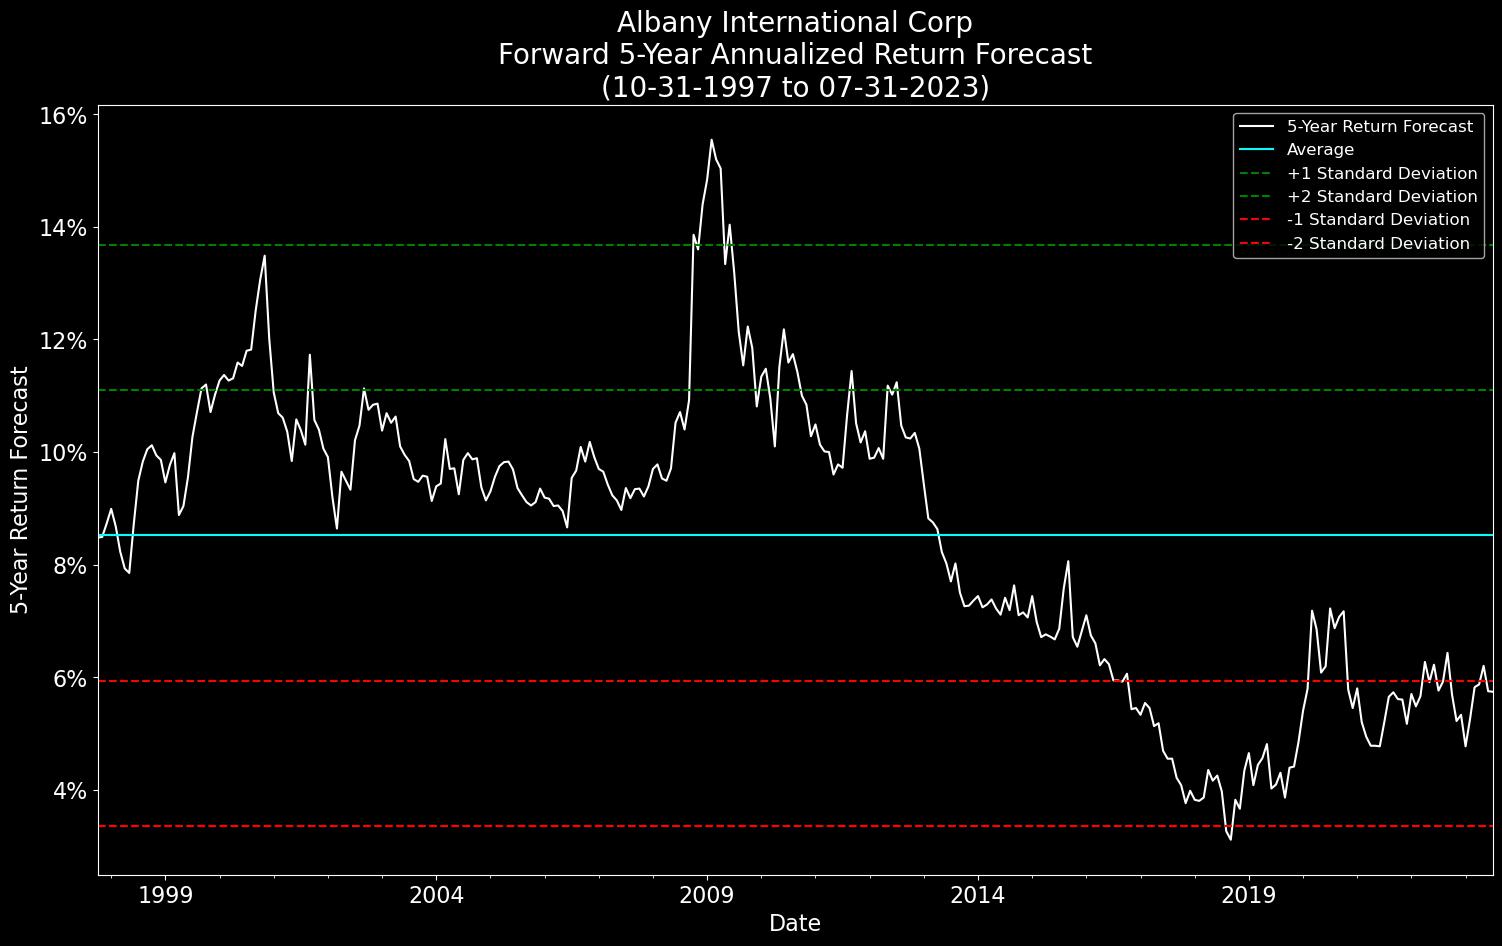 Albany International Corp
Forward 5-Year Annualized Return Forecast
(10-31-1997 to 07-31-2023)
16%
14%
12%
10%
8%
6%
4%
5-Year Return Forecast
5-Year Return Forecast
Average
+1 Standard Deviation
+2 Standard Deviation
-1 Standard Deviation
-2 Standard Deviation
1999 2004 2009 2014 2019
Date